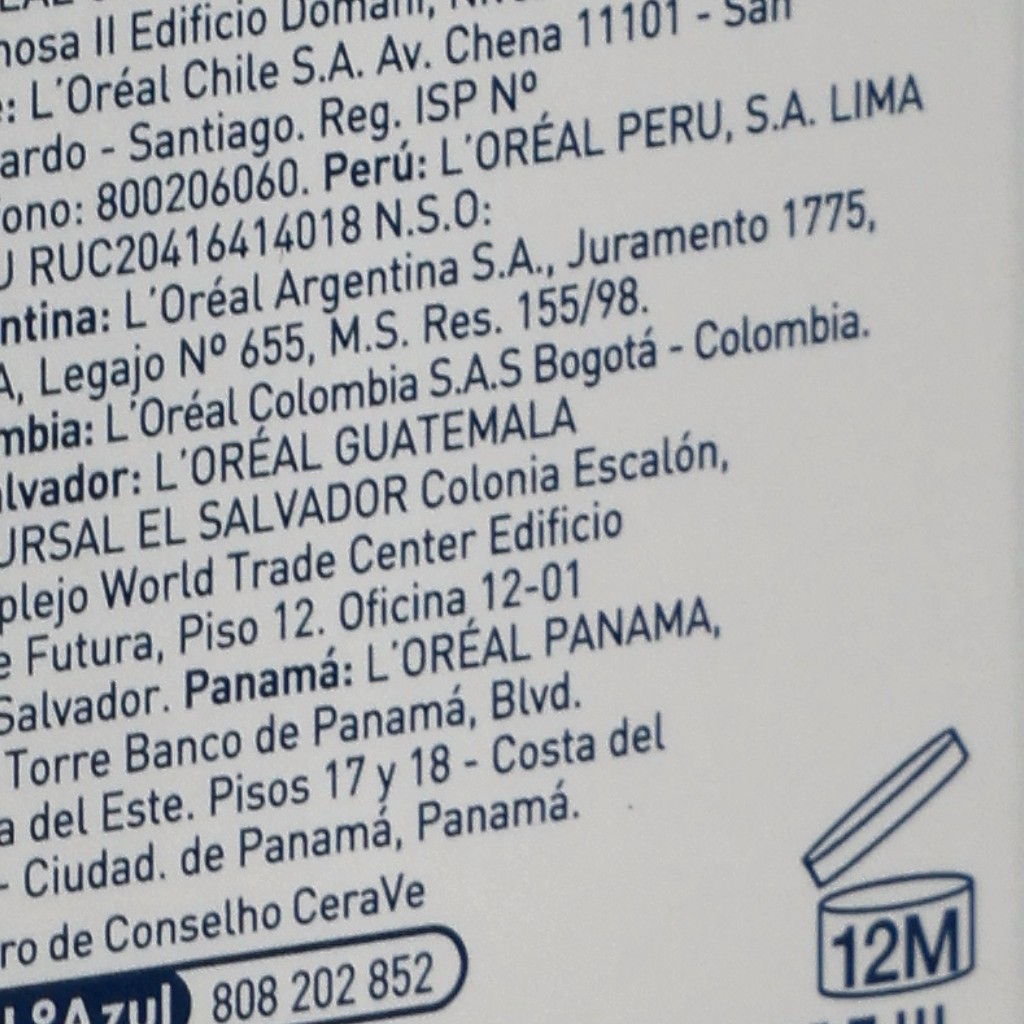 II Edificio Domani,
L'Oréal Chile S.A. Av. Chena 11101 - San
ardo - Santiago. Reg. ISP Nº
ono: 800206060. Perú: L'ORÉAL PERU, S.A. LIMA
RUC20416414018 N.S.O:
ntina: L'Oréal Argentina S.A., Juramento 1775,
A, Legajo Nº 655, M.S. Res. 155/98.
mbia: L'Oréal Colombia S.A.S Bogotá - Colombia.
lvador: L'ORÉAL GUATEMALA
URSAL EL SALVADOR Colonia Escalón,
plejo World Trade Center Edificio
e Futura, Piso 12. Oficina 12-01
Salvador. Panamá: L'ORÉAL PANAMA,
Torre Banco de Panamá, Blvd.
a del Este. Pisos 17 y 18 - Costa del
- Ciudad. de Panamá, Panamá.
ro de Conselho CeraVe
Azul 808 202 852
12M